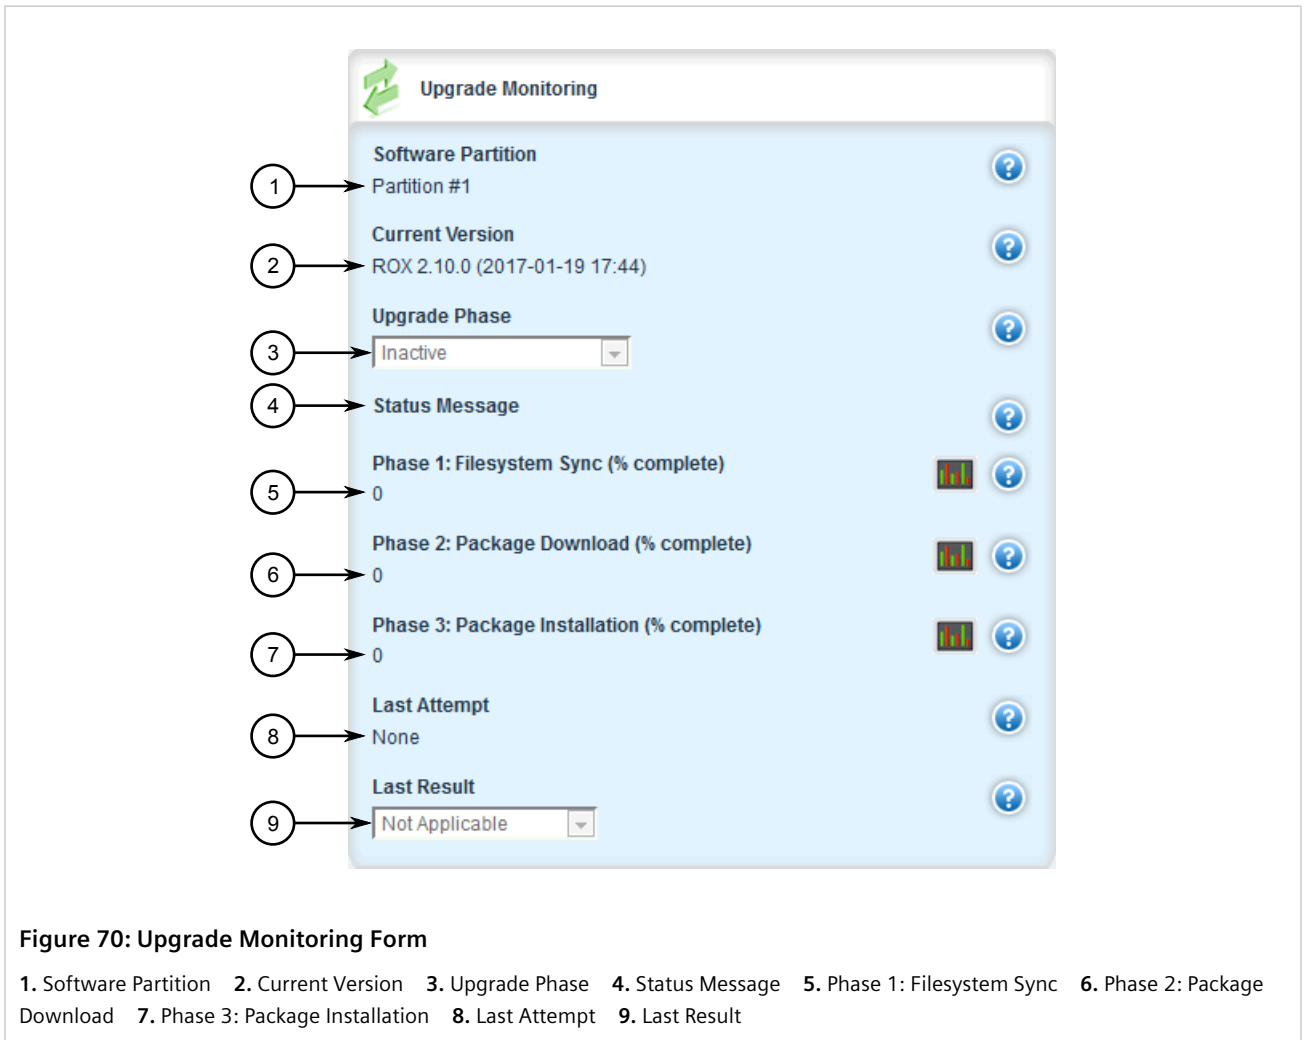 Upgrade Monitoring
Software Partition
1
Partition #1
Current Version
2
ROX 2.10.0 (2017-01-19 17:44)
Upgrade Phase
3
Inactive
4
Status Message
Phase 1: Filesystem Sync (% complete)
5
0
Phase 2: Package Download (% complete)
6
0
Phase 3: Package Installation (% complete)
7
0
Last Attempt
8
None
Last Result
9
Not Applicable
Figure 70: Upgrade Monitoring Form
1. Software Partition 2. Current Version 3. Upgrade Phase 4. Status Message 5. Phase 1: Filesystem Sync 6. Phase 2: Package
Download 7. Phase 3: Package Installation 8. Last Attempt 9. Last Result